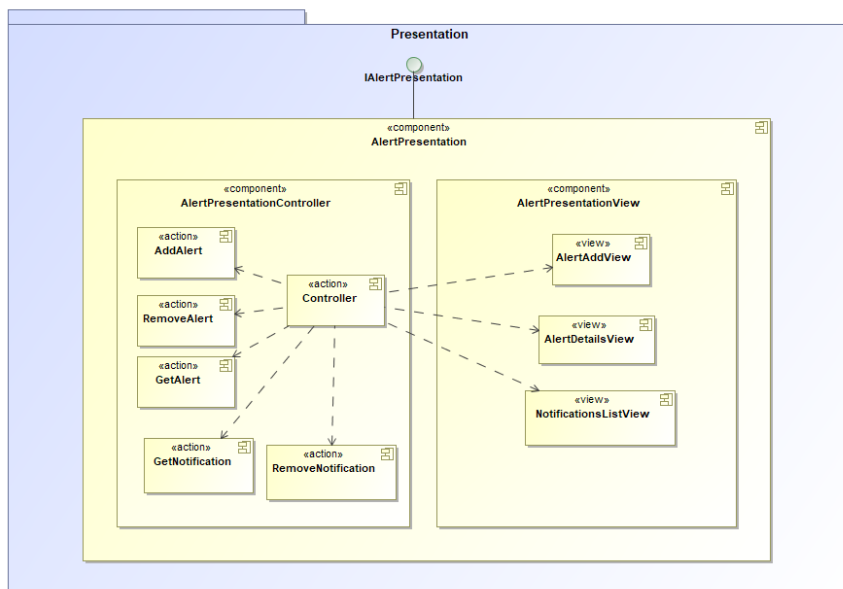 Presentation
IAlertPresentation
«component»
AlertPresentation
«component»
AlertPresentationController
«action»
AddAlert
«action»
RemoveAlert
«action»
GetAlert
«action»
GetNotification
«action»
Controller
«action»
RemoveNotification
«component»
AlertPresentationView
«view»
AlertAddView
«view»
AlertDetailsView
«view»
NotificationsListView